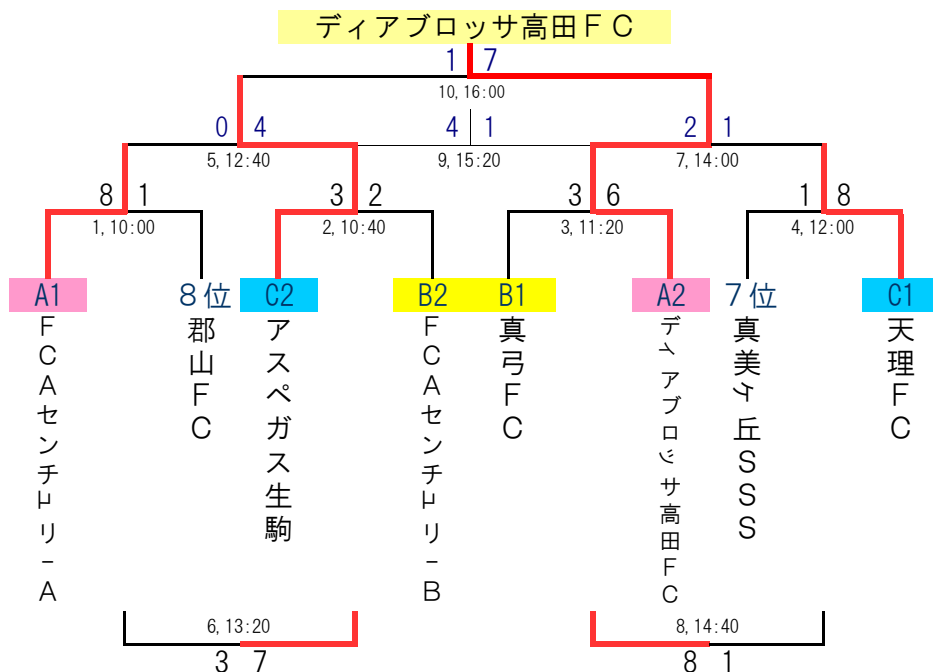 ディアブロッサ高田ＦＣ
1 7
10, 16:00
0 4
4 1
2 1
5, 12:40
9, 15:20
7, 14:00
8 1
3 2
3 6
1 8
1, 10:00
2, 10:40
3, 11:20
4, 12:00
A1
８位
C2
B2
B1
A2
７位
C1
ＦＣＡセンチュリーＡ
郡山ＦＣ
アスペガス生駒
ＦＣＡセンチュリーＢ
真弓ＦＣ
ディアブロッサ高田ＦＣ
真美ヶ丘ＳＳＳ
天理ＦＣ
6, 13:20
8, 14:40
3 7
8 1